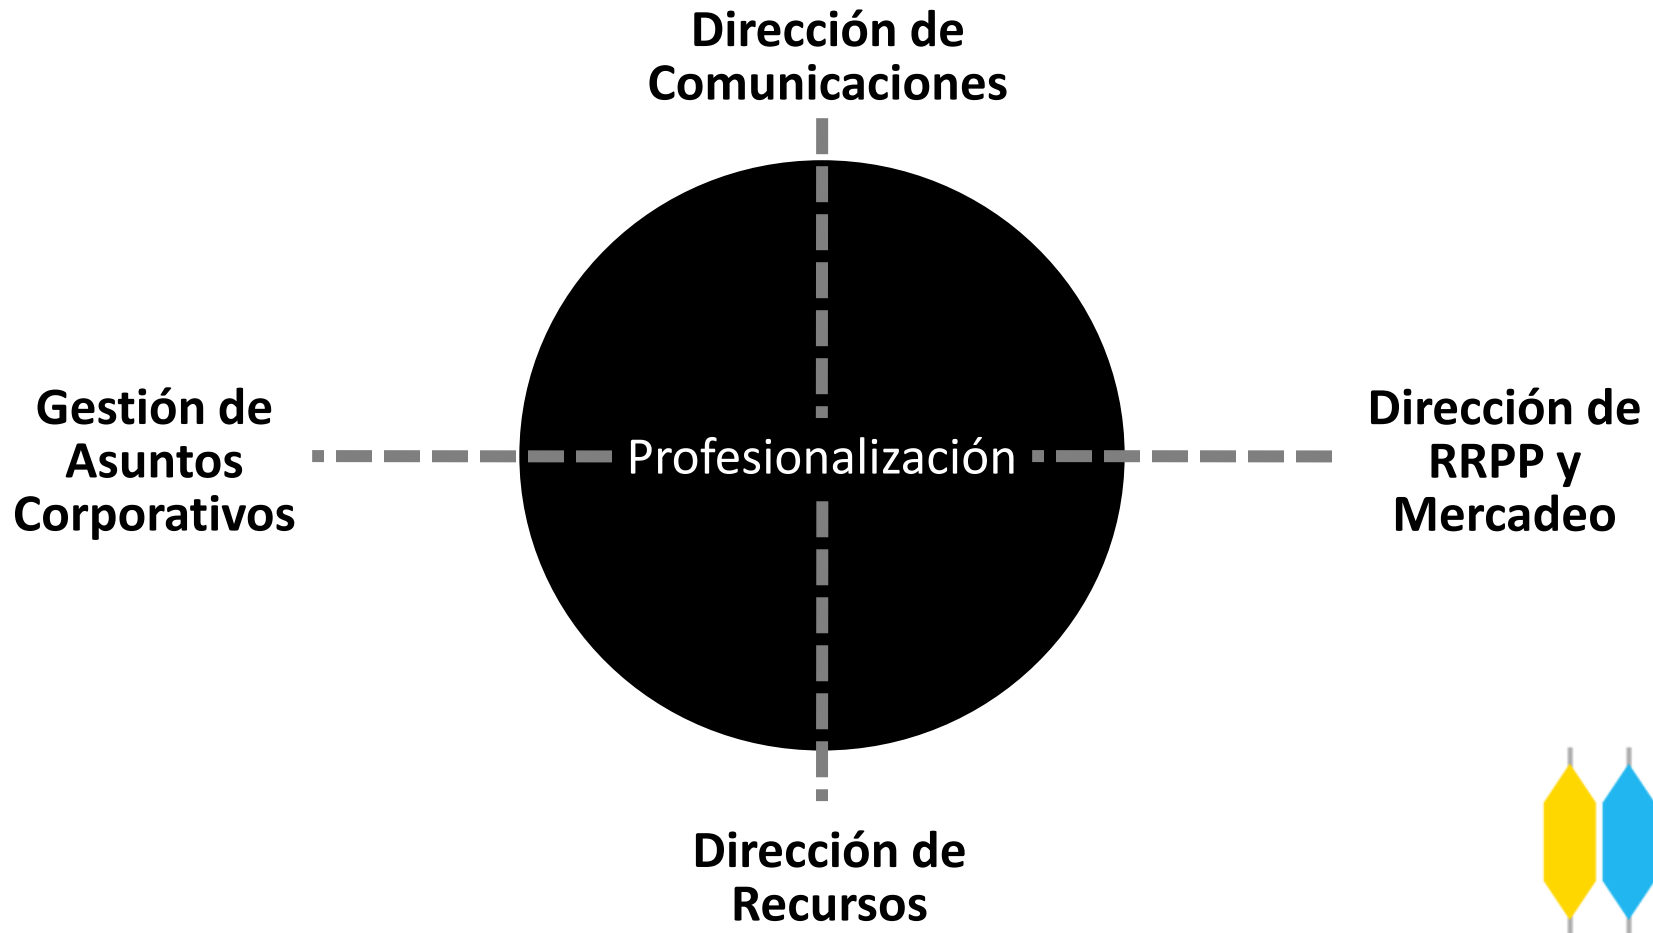 Dirección de
Comunicaciones
Gestión de
Asuntos
Corporativos
Profesionalización
Dirección de
RRPP y
Mercadeo
Dirección de
Recursos